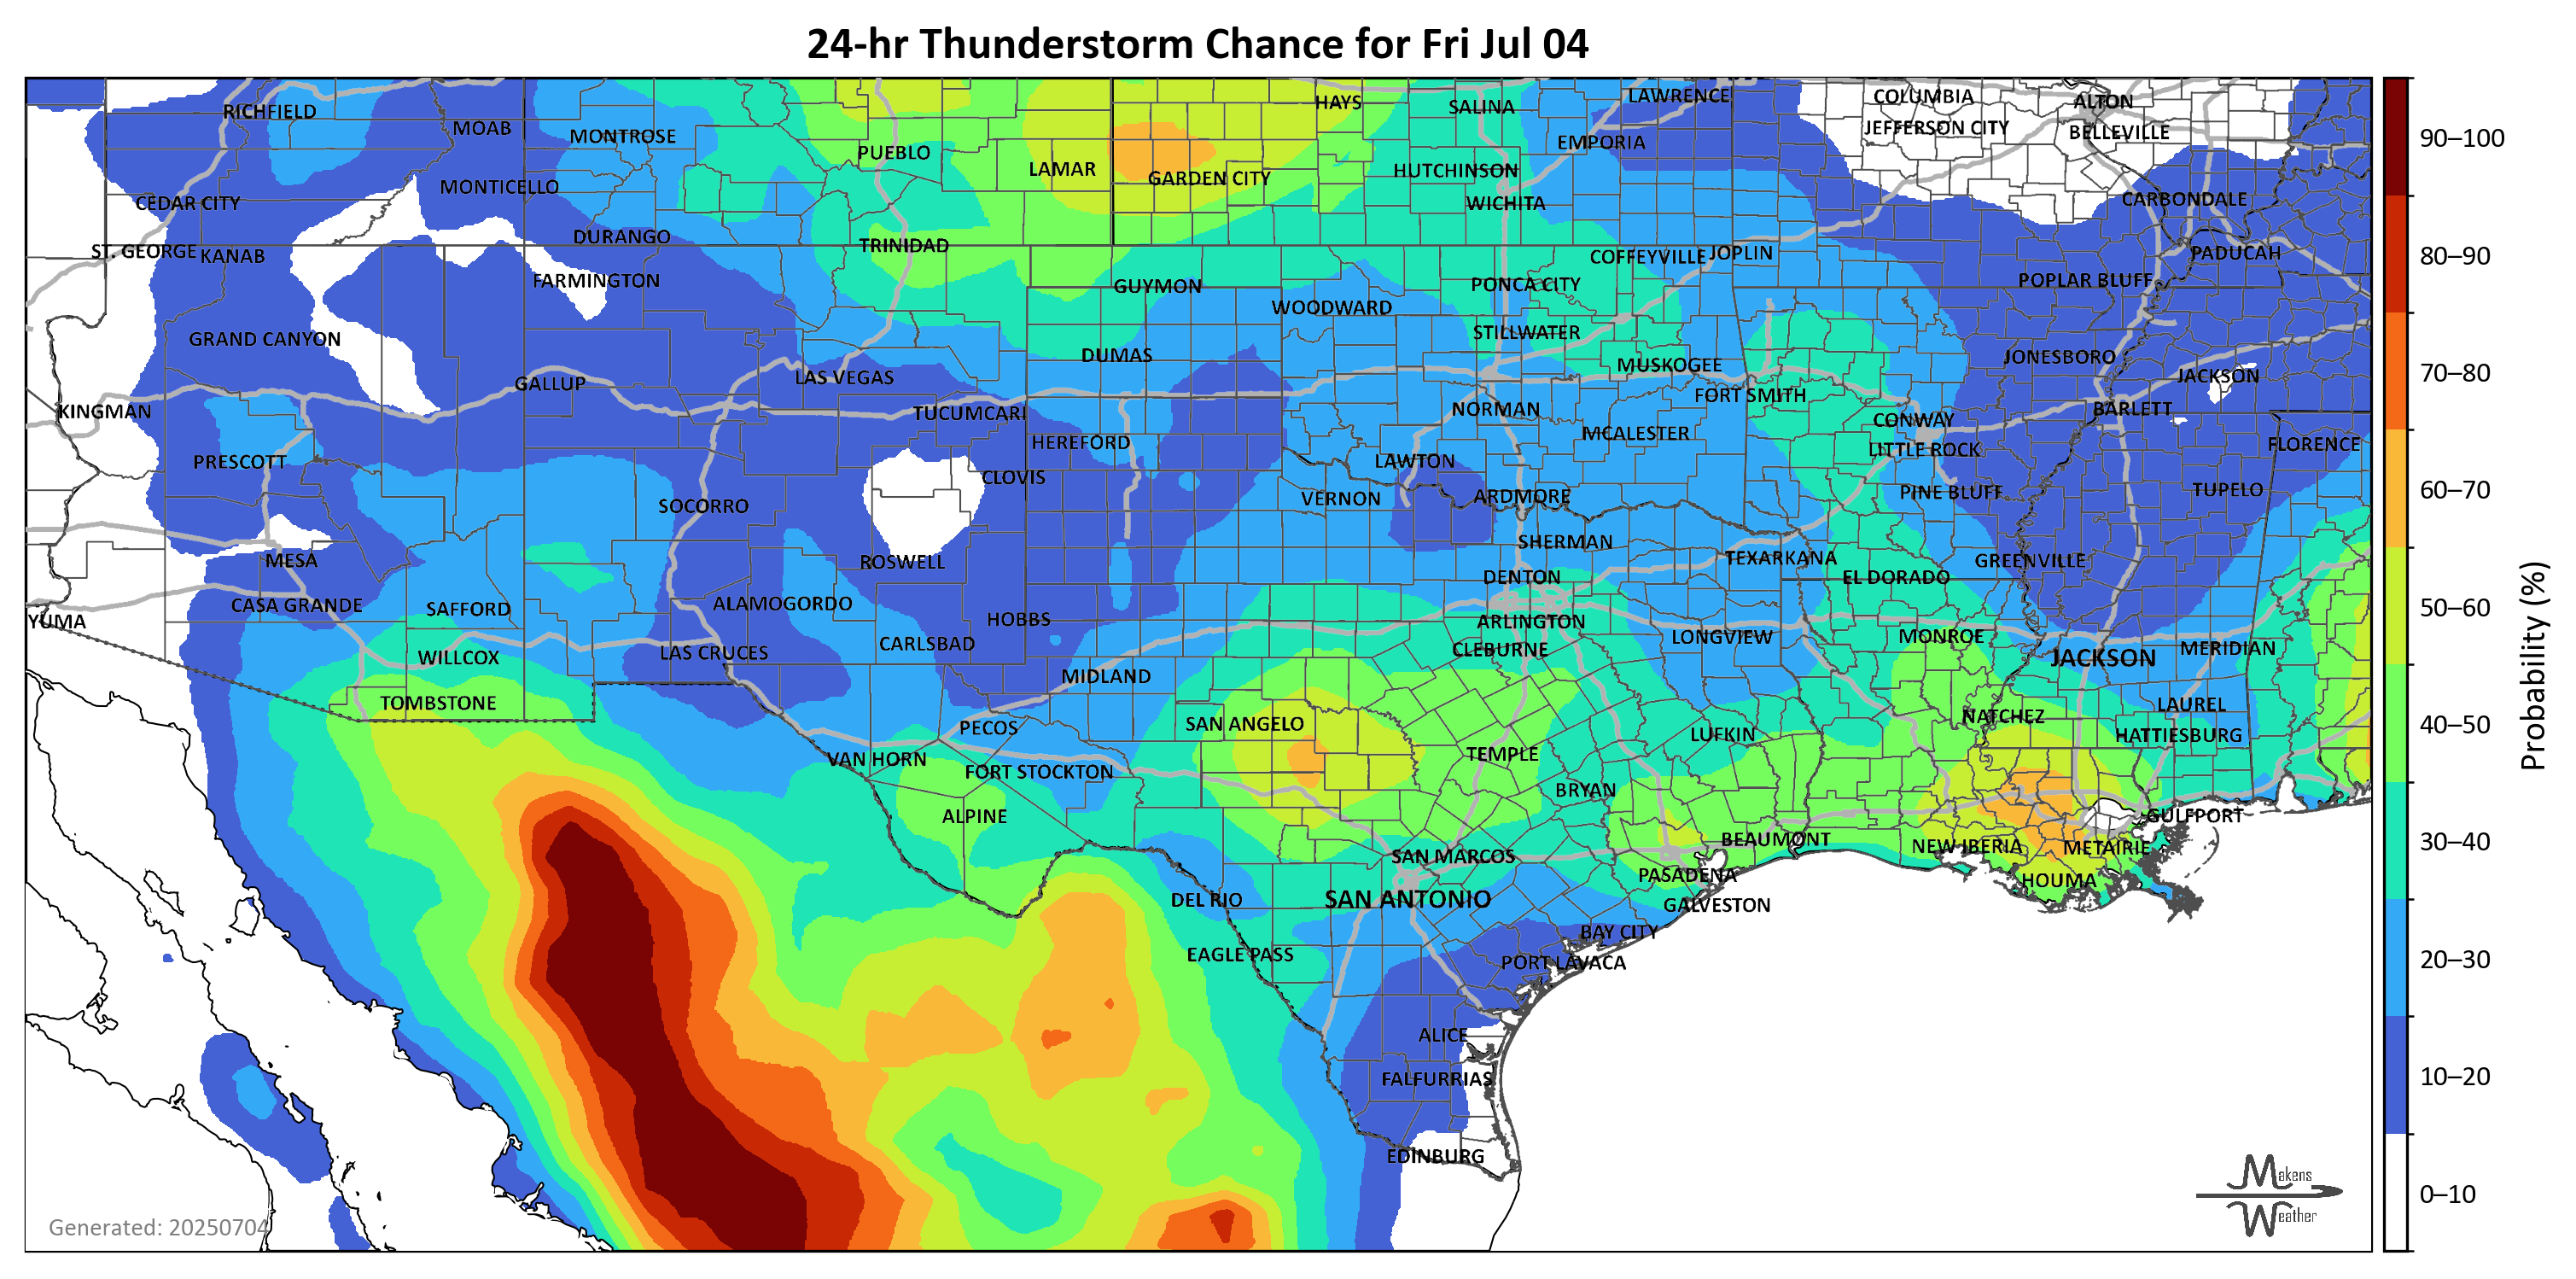 24-hr Thunderstorm Chance for Fri Jul 04
RICHFIELD
MOAB
MONTROSE
PUEBLO
LAMAR
HAYS
GARDEN CITY
SALINA
HUTCHINSON
LAWRENCE
EMPORIA
COLUMBIA
JEFFERSON CITY
ALTON
BELLEVILLE
CEDAR CITY
MONTICELLO
WICHITA
CARBONDALE
ST. GEORGE
KANAB
DURANGO
TRINIDAD
COFFEYVILLE
JOPLIN
PADUCAH
FARMINGTON
GUYMON
WOODWARD
PONCA CITY
POPLAR BLUFF
GRAND CANYON
DUMAS
STILLWATER
MUSKOGEE
JONESBORO
JACKSON
KINGMAN
GALLUP
LAS VEGAS
TUCUMCARI
NORMAN
FORT SMITH
CONWAY
BARLETT
PRESCOTT
HEREFORD
CLOVIS
LAWTON
MCALESTER
LITTLE ROCK
FLORENCE
SOCORRO
VERNON
ARDMORE
PINE BLUFF
TUPELO
MESA
ROSWELL
SHERMAN
TEXARKANA
GREENVILLE
YUMA
CASA GRANDE
SAFFORD
ALAMOGORDO
HOBBS
DENTON
ARLINGTON
EL DORADO
WILLCOX
LAS CRUCES
CARLSBAD
MIDLAND
CLEBURNE
LONGVIEW
MONROE
JACKSON
MERIDIAN
TOMBSTONE
PECOS
SAN ANGELO
LUFKIN
NATCHEZ
LAUREL
HATTIESBURG
VAN HORN
FORT STOCKTON
TEMPLE
BRYAN
ALPINE
SAN MARCOS
BEAUMONT
NEW IBERIA
METAIRIE
GULFPORT
DEL RIO
SAN ANTONIO
PASADENA
GALVESTON
HOUMA
EAGLE PASS
BAY CITY
PORT LAVACA
ALICE
FALFURRIAS
EDINBURG
Generated: 20250704
Makens
Weather
90–100
80–90
70–80
60–70
50–60
40–50
30–40
20–30
10–20
0–10
Probability (%)